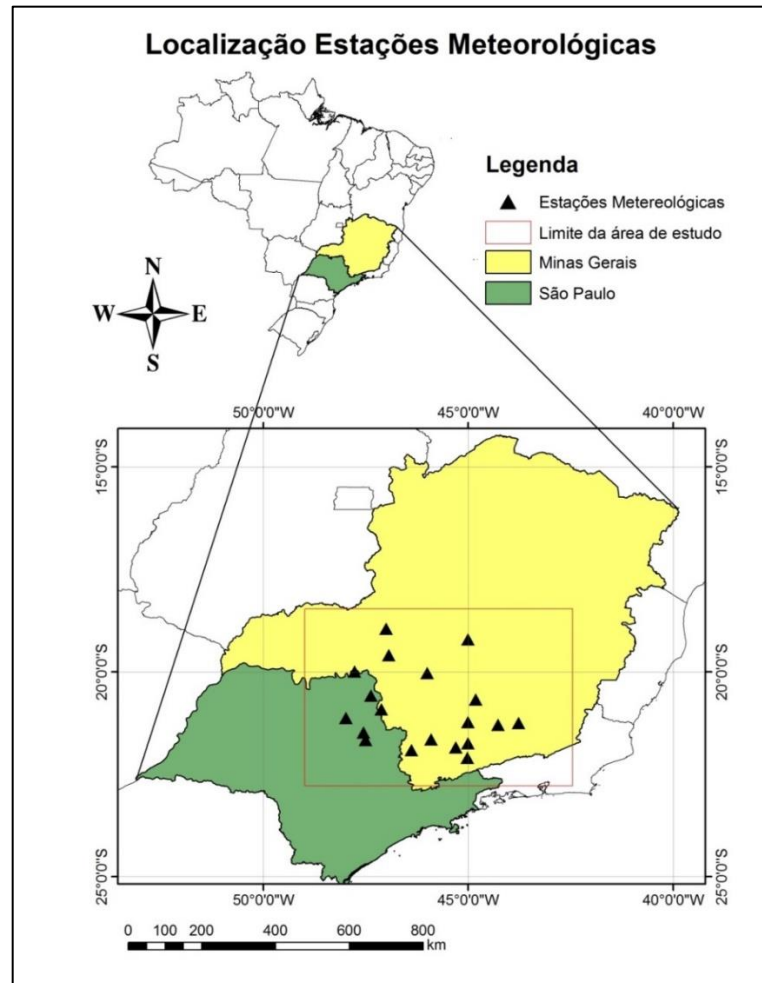 Localização Estações Meteorológicas
Legenda
Estações Metereológicas
Limite da área de estudo
Minas Gerais
São Paulo
N
W E
S
50°0'0"W 45°0'0"W 40°0'0"W
15°0'0"S 15°0'0"S
20°0'0"S 20°0'0"S
25°0'0"S 25°0'0"S
50°0'0"W 45°0'0"W 40°0'0"W
0 100 200 400 600 800
km